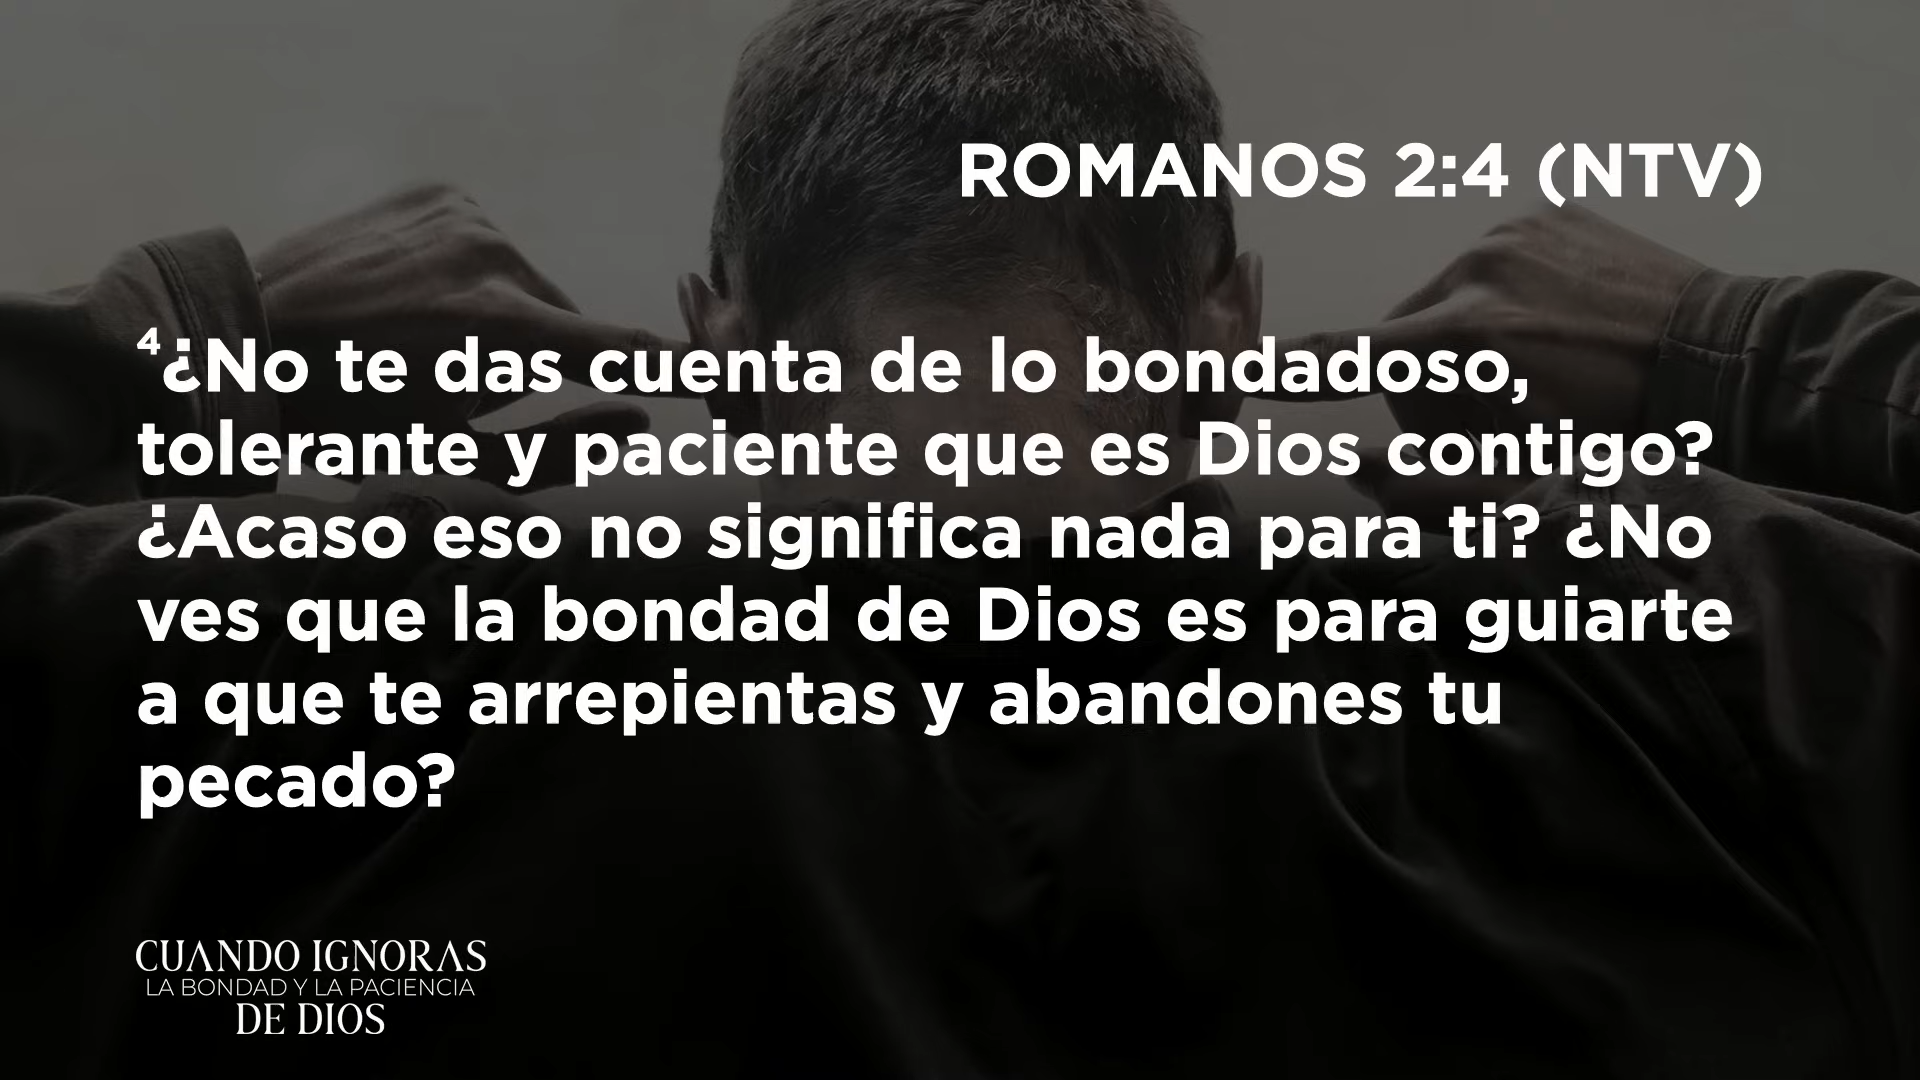 ROMANOS 2:4 (NTV)
⁴¿No te das cuenta de lo bondadoso,
tolerante y paciente que es Dios contigo?
¿Acaso eso no significa nada para ti? ¿No
ves que la bondad de Dios es para guiarte
a que te arrepientas y abandones tu
pecado?
CUANDO IGNORAS
LA BONDAD Y LA PACIENCIA
DE DIOS